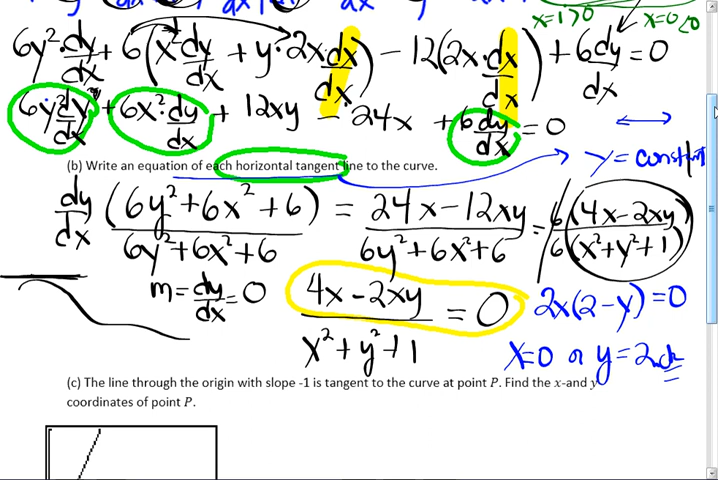 x=1>0 x=0<0
6y²·dy/dx + 6(x²dy/dx + y·2x dx/dx) − 12(2x·dx/dx) + 6dy/dx = 0
6y²dy/dx + 6x²·dy/dx + 12xy − 24x + 6dy/dx = 0
(b) Write an equation of each horizontal tangent line to the curve.
y = constant
dy/dx (6y²+6x²+6)/(6y²+6x²+6) = (24x−12xy)/(6y²+6x²+6) = 6(4x−2xy)/6(x²+y²+1)
m = dy/dx = 0
(4x−2xy)/(x²+y²+1) = 0
2x(2−y)=0
x=0 or y=2
(c) The line through the origin with slope -1 is tangent to the curve at point P. Find the x-and y
coordinates of point P.